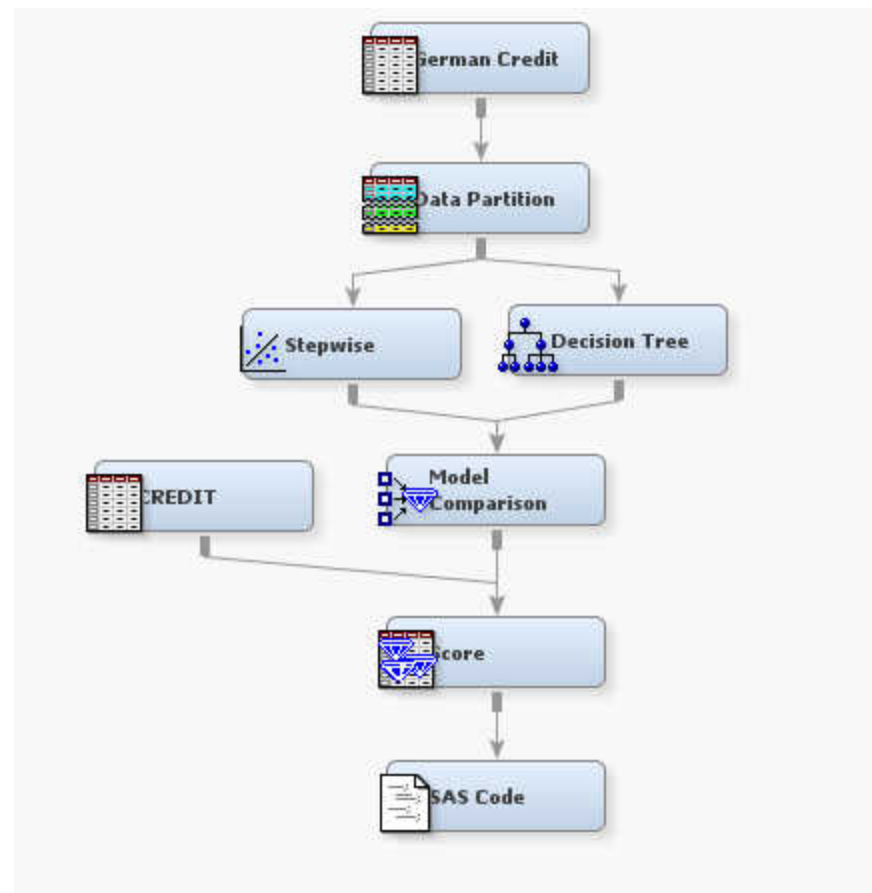 German Credit
Data Partition
Stepwise
Decision Tree
CREDIT
Model
Comparison
Score
SAS Code